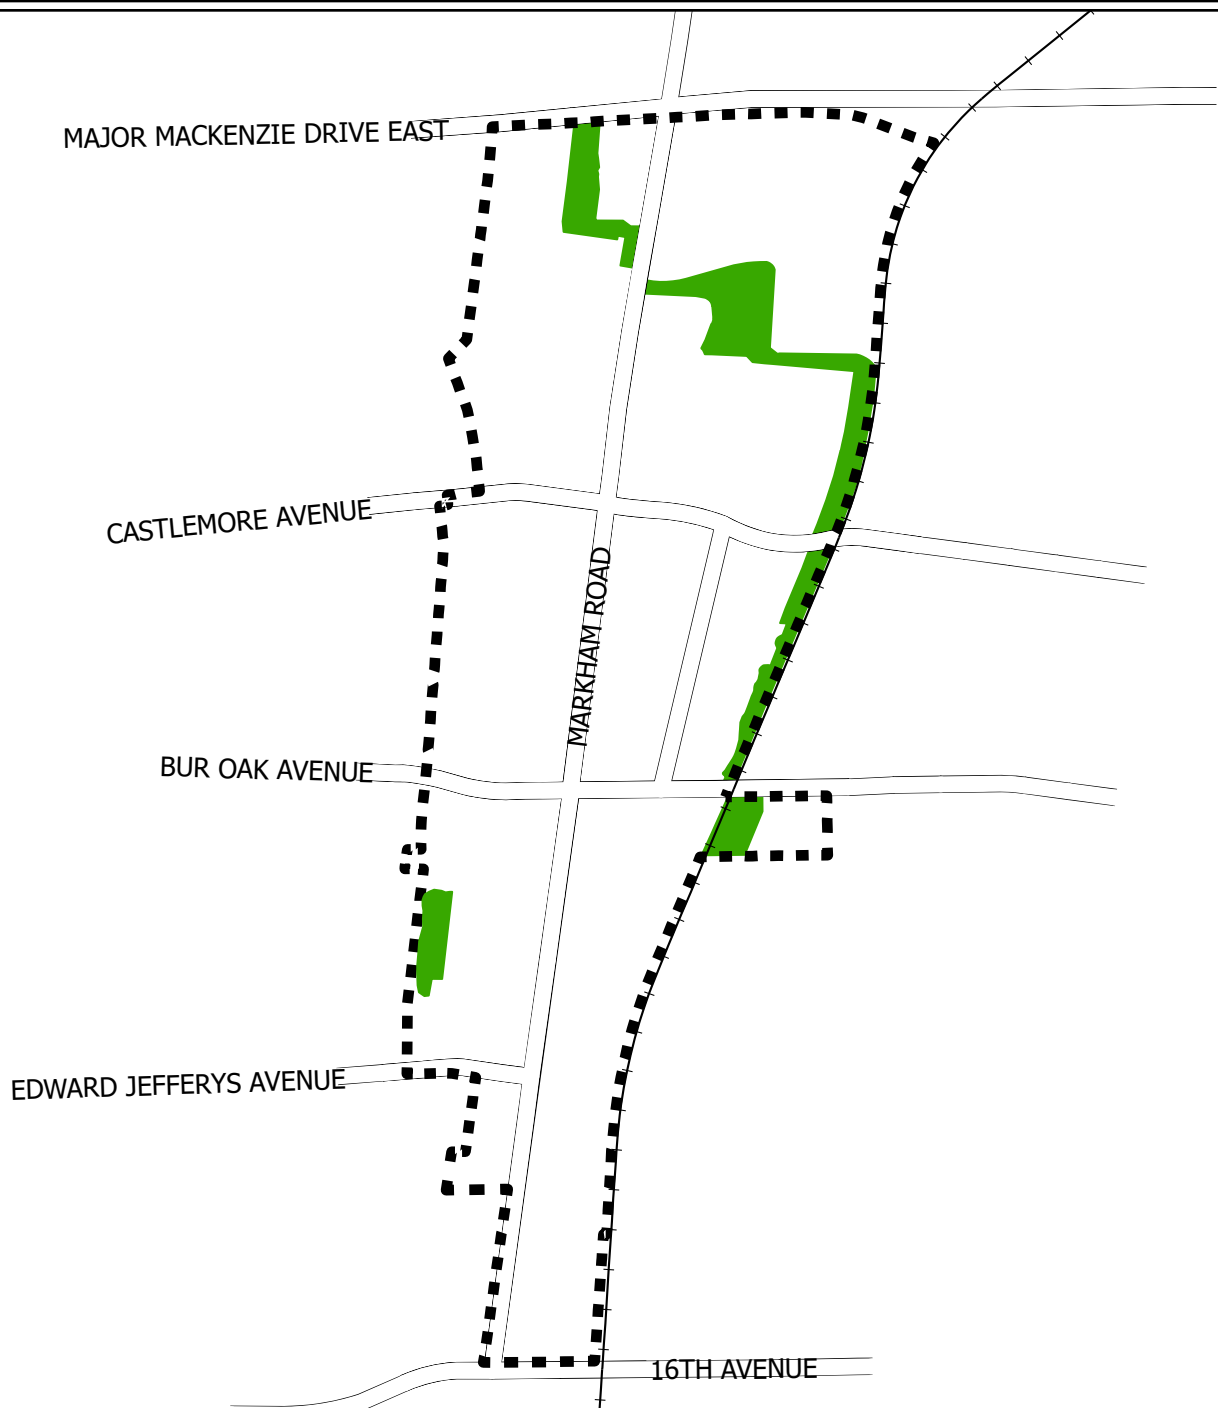 MAJOR MACKENZIE DRIVE EAST
CASTLEMORE AVENUE
MARKHAM ROAD
BUR OAK AVENUE
EDWARD JEFFERYS AVENUE
16TH AVENUE